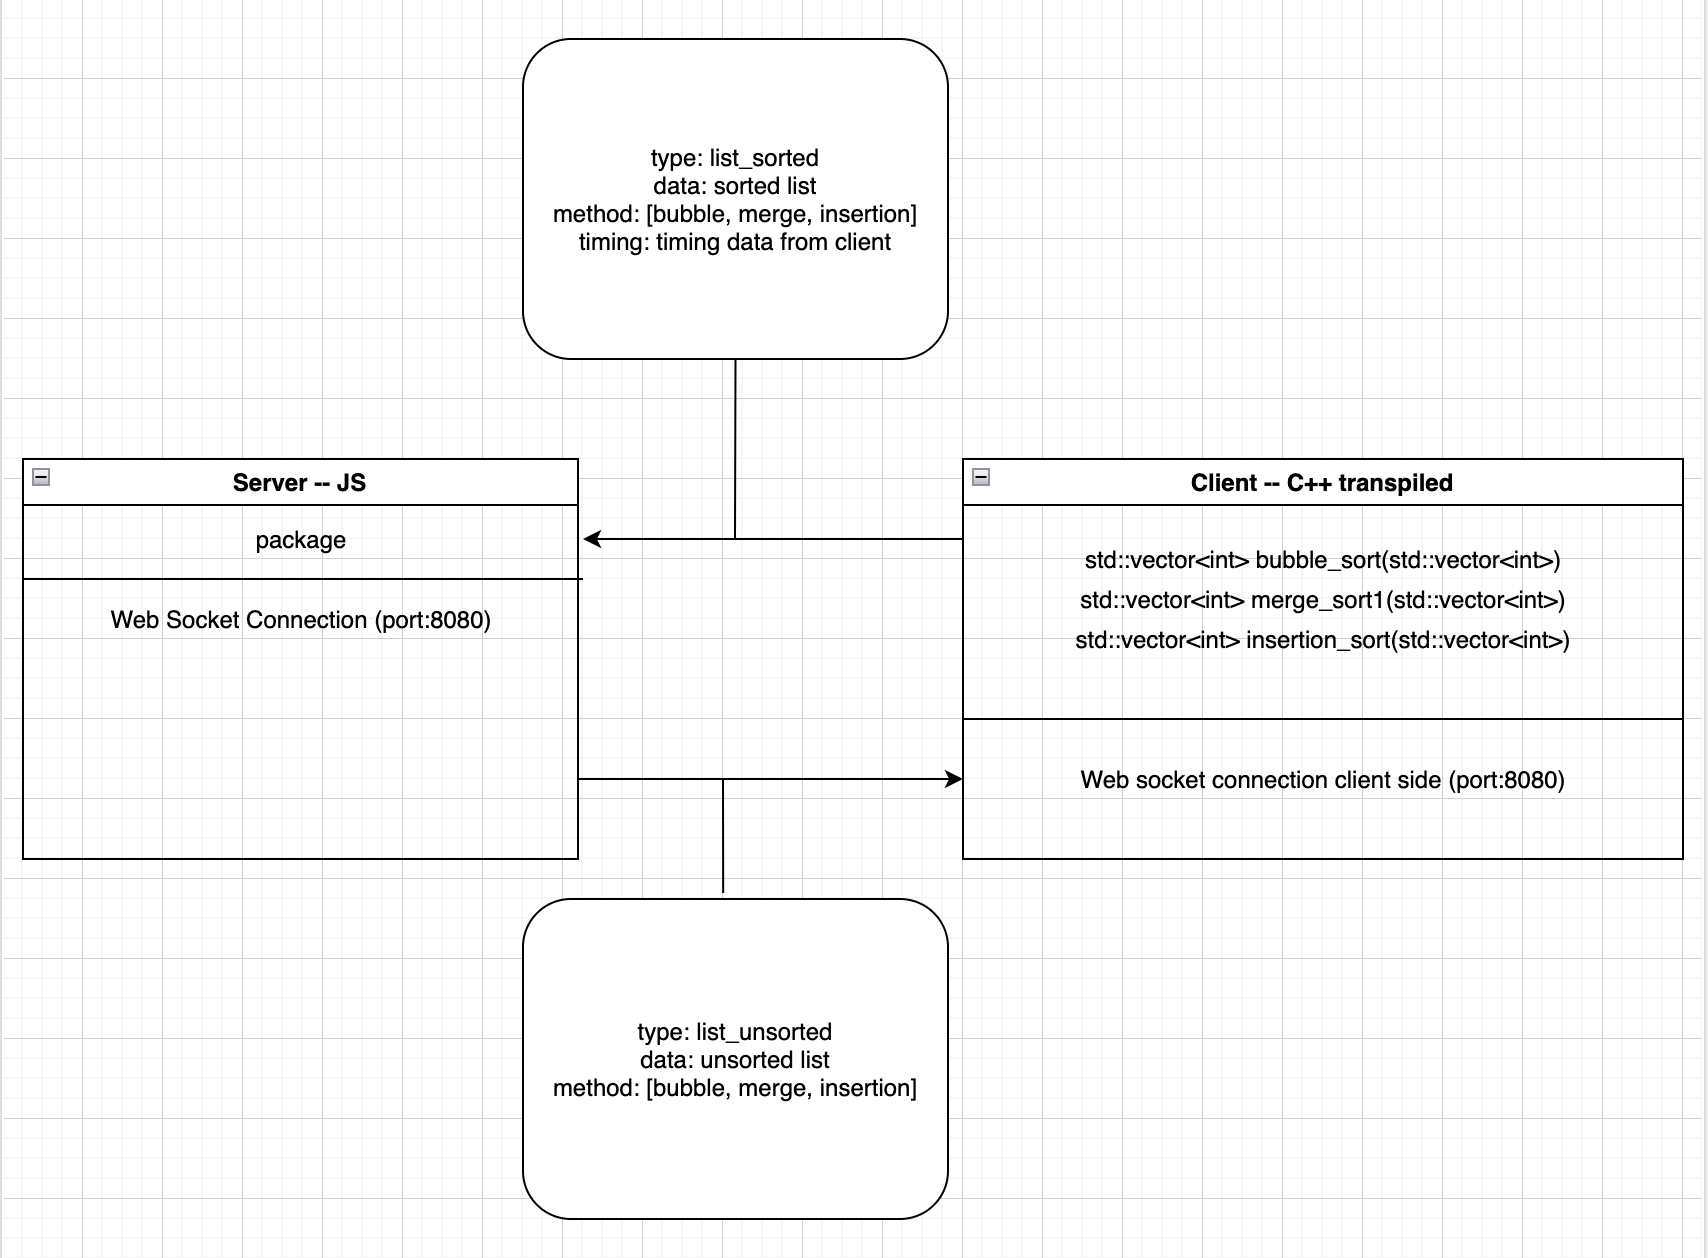 type: list_sorted
data: sorted list
method: [bubble, merge, insertion]
timing: timing data from client
Server -- JS
package
Web Socket Connection (port:8080)
Client -- C++ transpiled
std::vector<int> bubble_sort(std::vector<int>)
std::vector<int> merge_sort1(std::vector<int>)
std::vector<int> insertion_sort(std::vector<int>)
Web socket connection client side (port:8080)
type: list_unsorted
data: unsorted list
method: [bubble, merge, insertion]